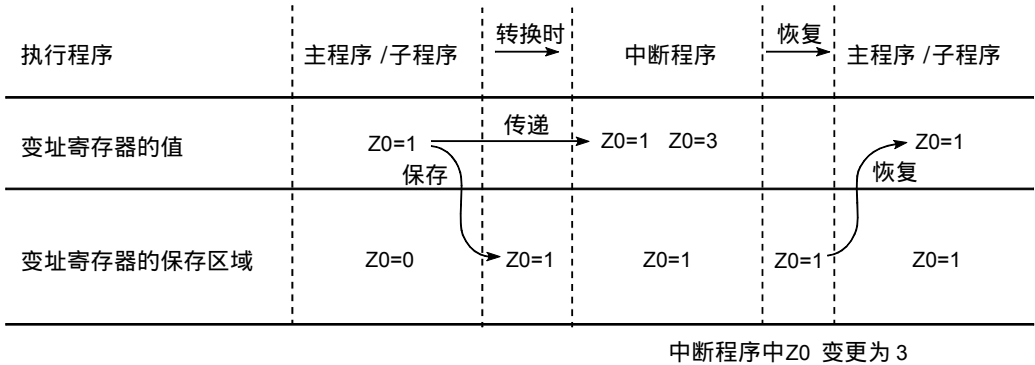 执行程序 主程序 /子程序 转换时 中断程序 恢复 主程序 /子程序
变址寄存器的值 Z0=1 传递 Z0=1 Z0=3 Z0=1
保存 恢复
变址寄存器的保存区域 Z0=0 Z0=1 Z0=1 Z0=1 Z0=1
中断程序中Z0 变更为 3